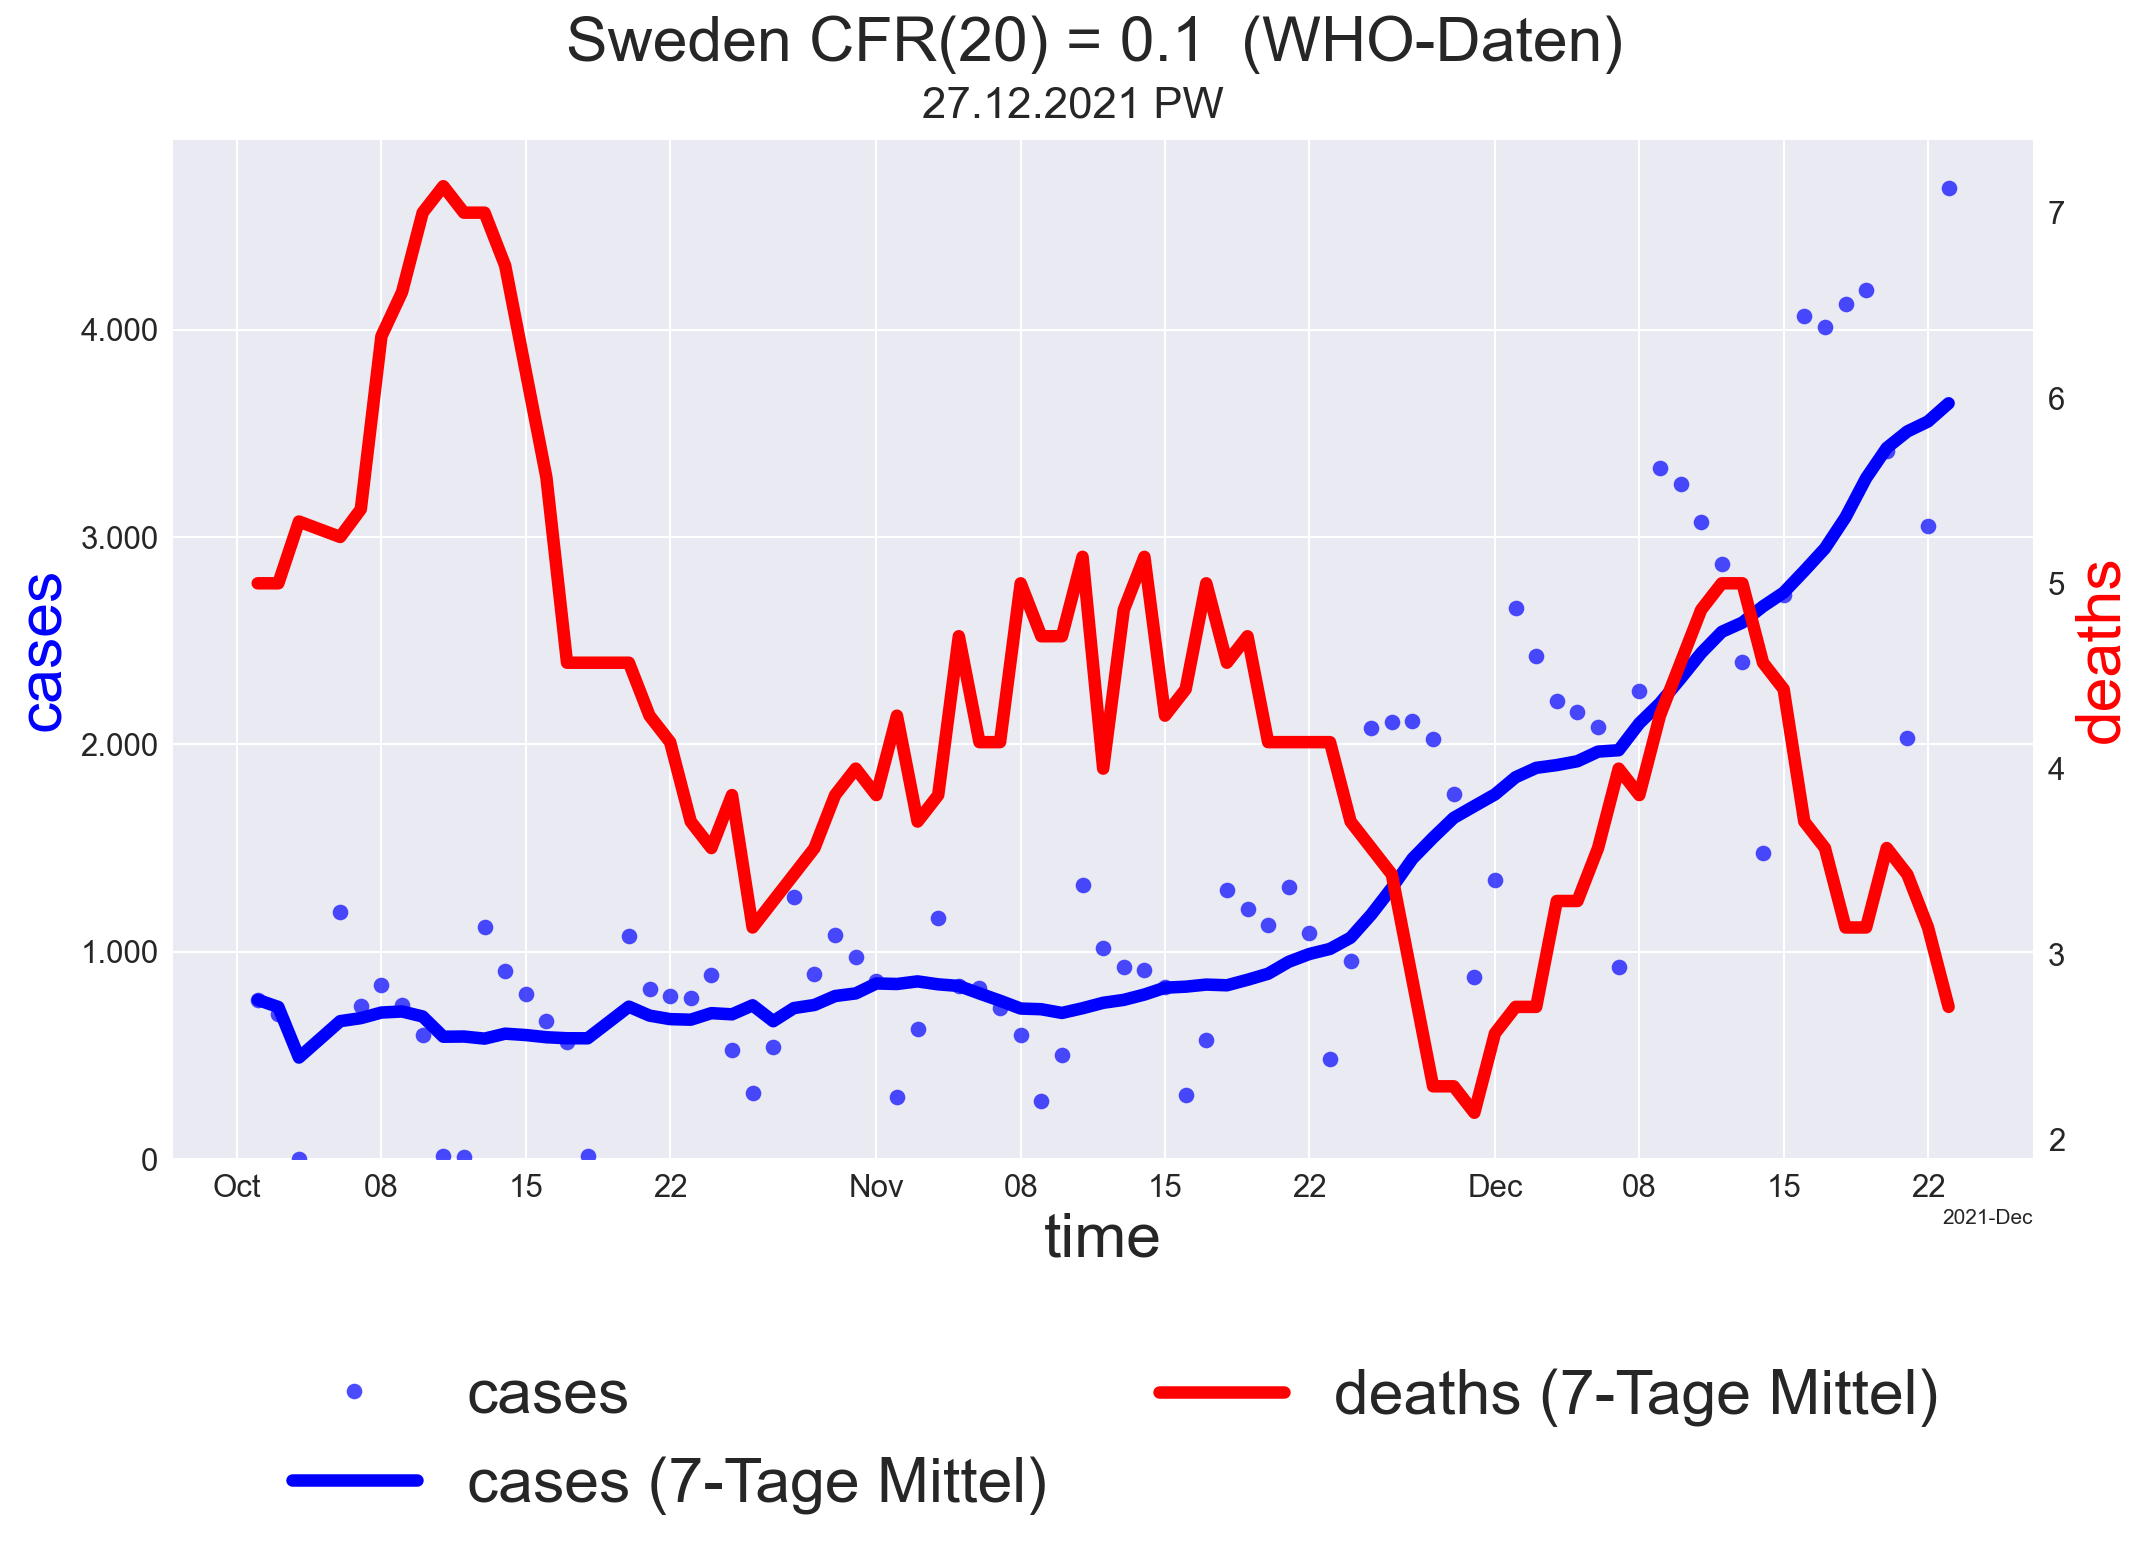 Sweden CFR(20) = 0.1 (WHO-Daten)
27.12.2021 PW
cases
4.000
3.000
2.000
1.000
0
7
6
5
4
3
2
deaths
Oct 08 15 22 Nov 08 15 22 Dec 08 15 22
2021-Dec
time
cases
cases (7-Tage Mittel)
deaths (7-Tage Mittel)